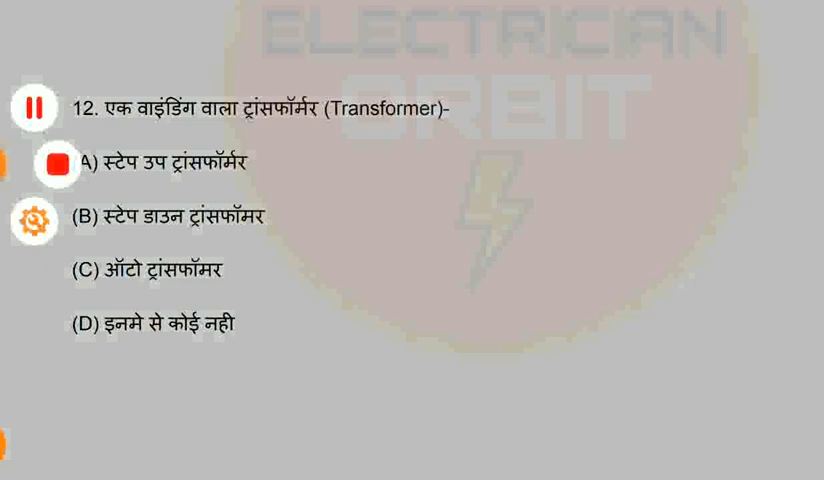 ELECTRICIAN
ORBIT
12. एक वाइंडिंग वाला ट्रांसफॉर्मर (Transformer)-
A) स्टेप उप ट्रांसफॉर्मर
(B) स्टेप डाउन ट्रांसफॉमर
(C) ऑटो ट्रांसफॉमर
(D) इनमे से कोई नही